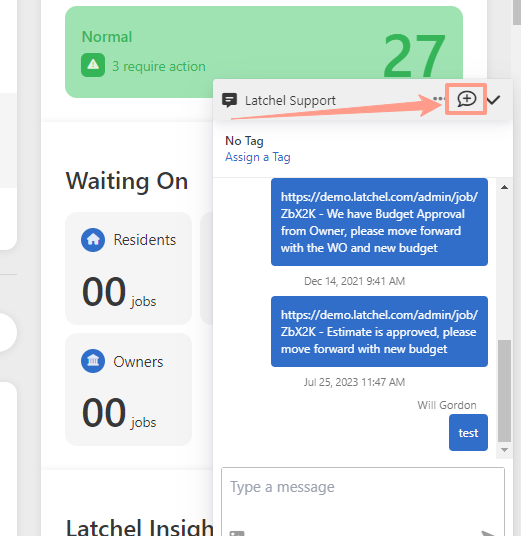 Normal
3 require action
27
Latchel Support
No Tag
Assign a Tag
https://demo.latchel.com/admin/job/
ZbX2K - We have Budget Approval
from Owner, please move forward
with the WO and new budget
Dec 14, 2021 9:41 AM
https://demo.latchel.com/admin/job/
ZbX2K - Estimate is approved, please
move forward with new budget
Jul 25, 2023 11:47 AM
Will Gordon
test
Type a message
Waiting On
Residents
00 jobs
Owners
00 jobs
Latchel Insigh